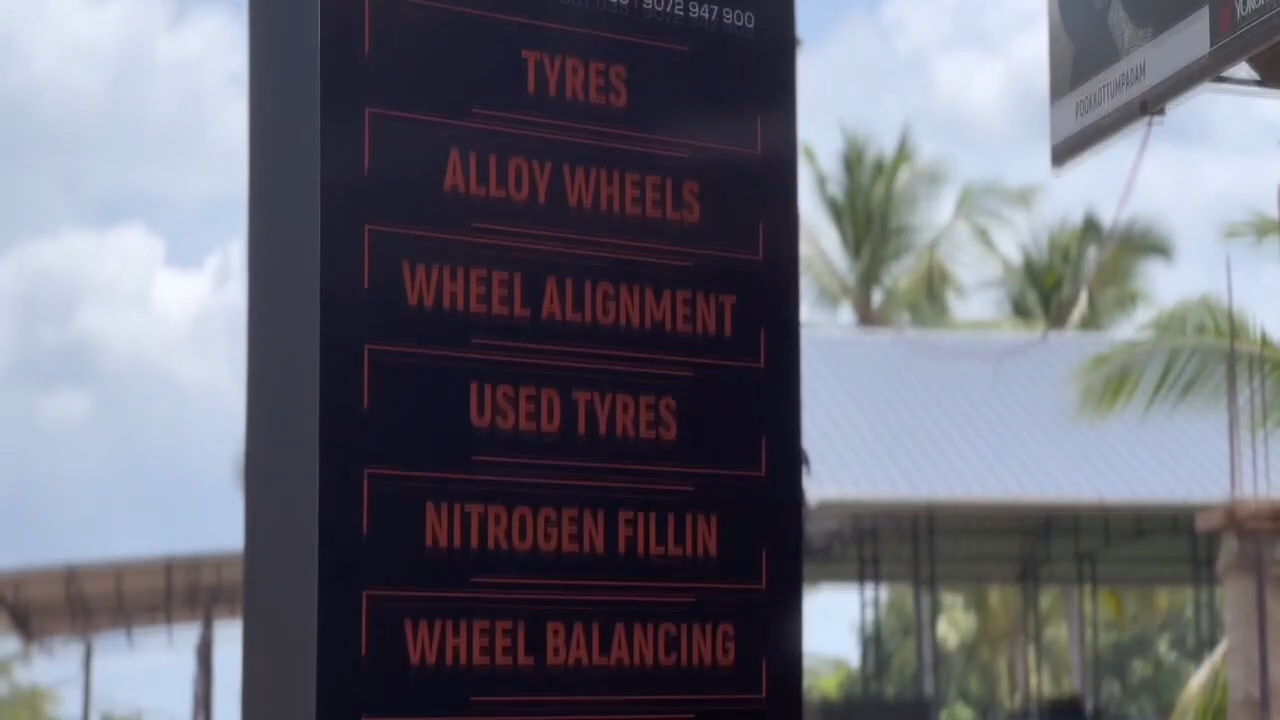 9072 947 900
TYRES
ALLOY WHEELS
WHEEL ALIGNMENT
USED TYRES
NITROGEN FILLIN
WHEEL BALANCING
POOKKOTTUMPADAM